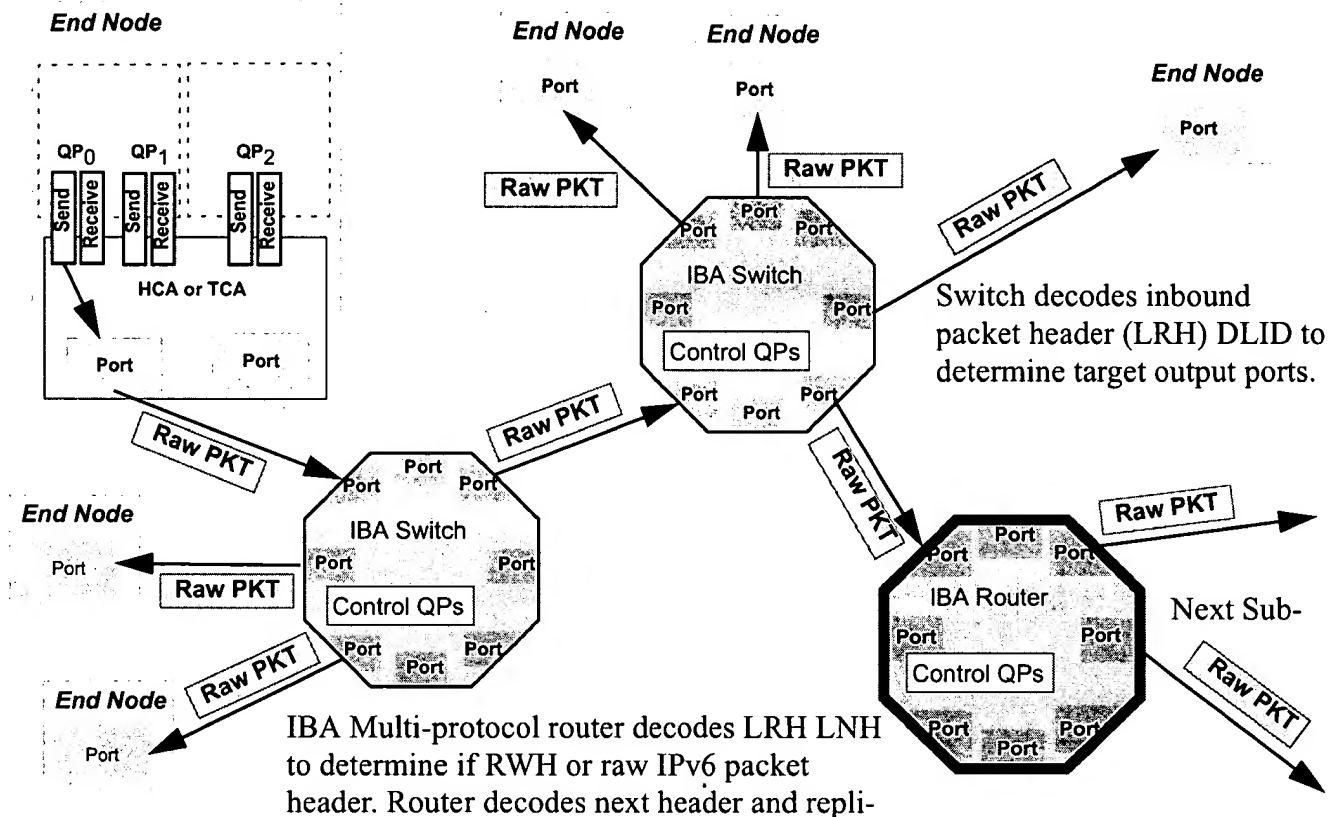 End Node
End Node
End Node
End Node
Port
Port
Port
QP0
QP1
QP2
Send
Receive
Send
Receive
Send
Receive
HCA or TCA
Port
Port
Raw PKT
Raw PKT
Raw PKT
Port
Port
Port
IBA Switch
Port
Port
Control QPs
Port
Port
Port
Switch decodes inbound
packet header (LRH) DLID to
determine target output ports.
Raw PKT
Raw PKT
Raw PKT
Port
Port
Port
IBA Switch
Port
Port
Control QPs
Port
Port
Port
End Node
Port
Raw PKT
End Node
Port
Raw PKT
Raw PKT
Port
Port
Port
IBA Router
Port
Port
Control QPs
Port
Port
Port
Next Sub-
Raw PKT
IBA Multi-protocol router decodes LRH LNH
to determine if RWH or raw IPv6 packet
header. Router decodes next header and repli-